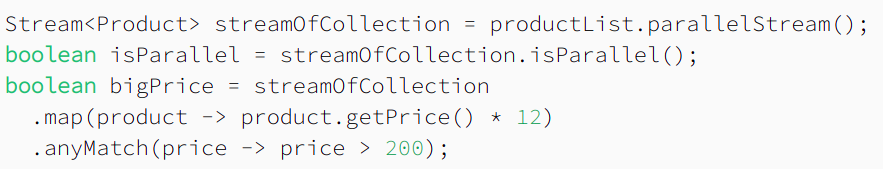 Stream<Product> streamOfCollection = productList.parallelStream();
boolean isParallel = streamOfCollection.isParallel();
boolean bigPrice = streamOfCollection
  .map(product -> product.getPrice() * 12)
  .anyMatch(price -> price > 200);